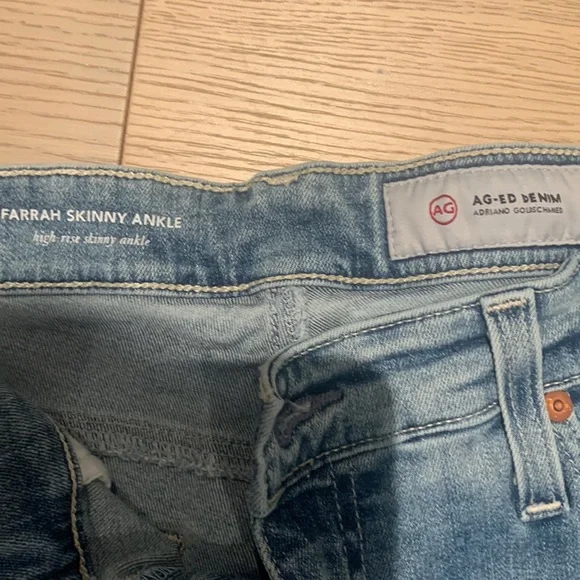 FARRAH SKINNY ANKLE
high-rise skinny ankle
AG
AG-ED DENIM
ADRIANO GOLDSCHMIED